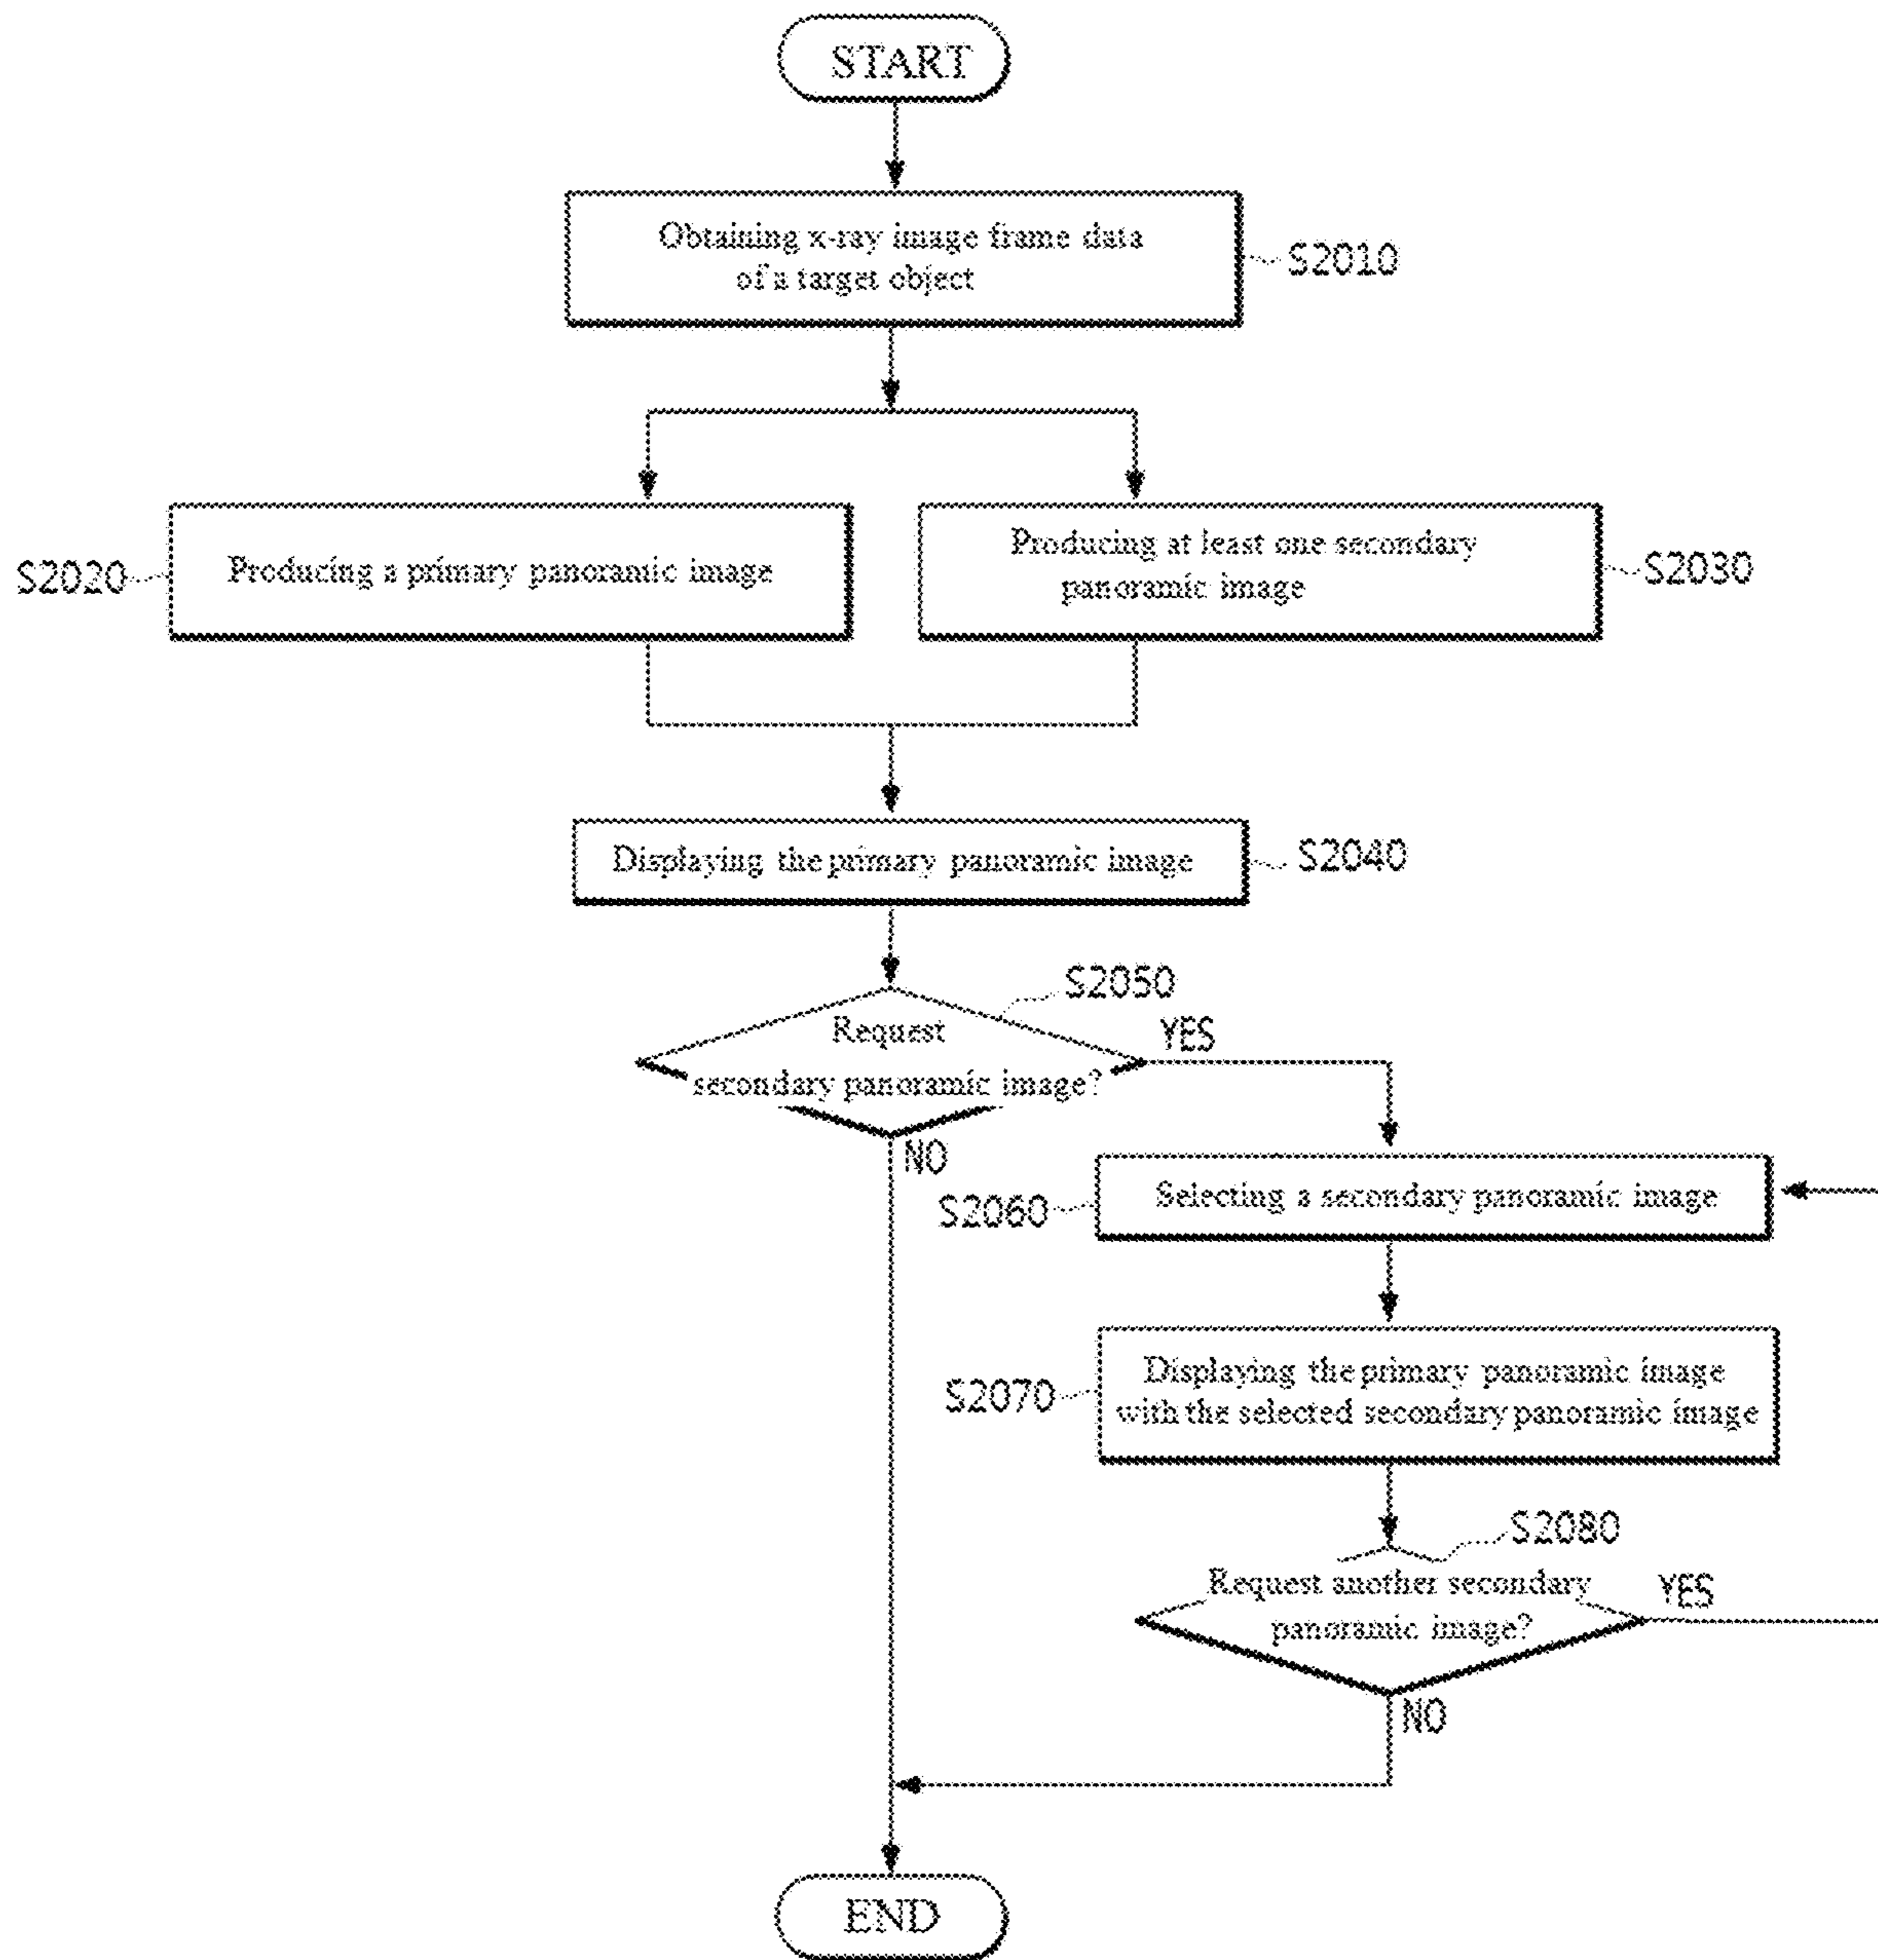 START
Obtaining x-ray image frame data
of a target object
S2010
S2020
Producing a primary panoramic image
Producing at least one secondary
panoramic image
S2030
Displaying the primary panoramic image
S2040
S2050
Request
secondary panoramic image?
YES
NO
S2060
Selecting a secondary panoramic image
S2070
Displaying the primary panoramic image
with the selected secondary panoramic image
S2080
Request another secondary
panoramic image?
YES
NO
END